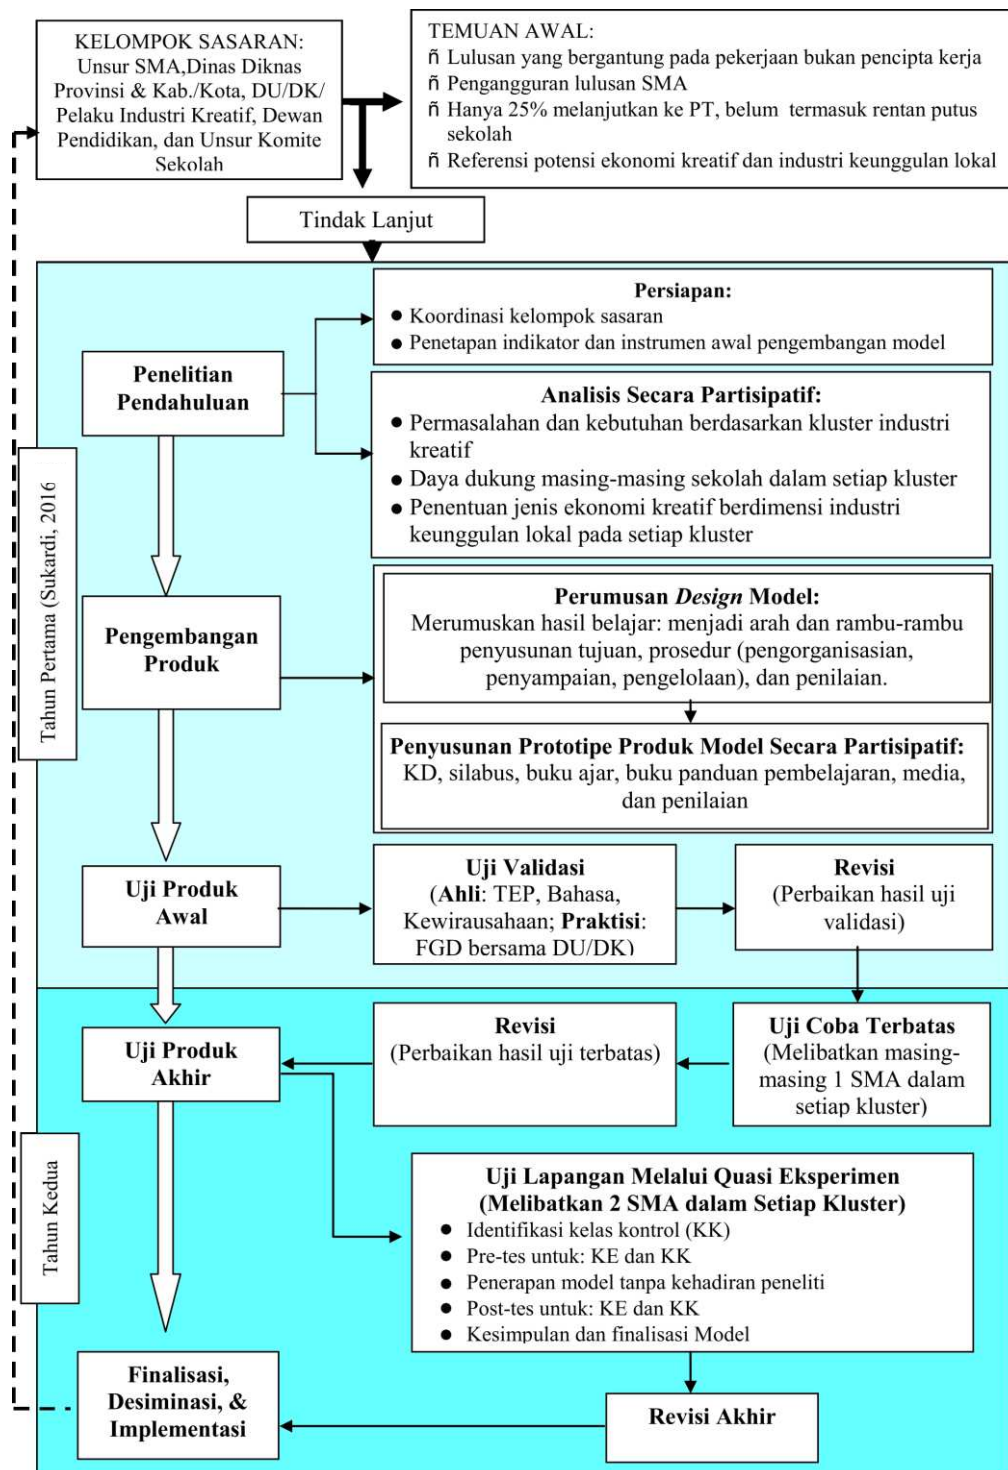 KELOMPOK SASARAN:
Unsur SMA,Dinas Diknas
Provinsi & Kab./Kota, DU/DK/
Pelaku Industri Kreatif, Dewan
Pendidikan, dan Unsur Komite
Sekolah
TEMUAN AWAL:
ñ Lulusan yang bergantung pada pekerjaan bukan pencipta kerja
ñ Pengangguran lulusan SMA
ñ Hanya 25% melanjutkan ke PT, belum termasuk rentan putus
sekolah
ñ Referensi potensi ekonomi kreatif dan industri keunggulan lokal
Tindak Lanjut
Tahun Pertama (Sukardi, 2016
Penelitian
Pendahuluan
Persiapan:
● Koordinasi kelompok sasaran
● Penetapan indikator dan instrumen awal pengembangan model
Analisis Secara Partisipatif:
● Permasalahan dan kebutuhan berdasarkan kluster industri
kreatif
● Daya dukung masing-masing sekolah dalam setiap kluster
● Penentuan jenis ekonomi kreatif berdimensi industri
keunggulan lokal pada setiap kluster
Pengembangan
Produk
Perumusan Design Model:
Merumuskan hasil belajar: menjadi arah dan rambu-rambu
penyusunan tujuan, prosedur (pengorganisasian,
penyampaian, pengelolaan), dan penilaian.
Penyusunan Prototipe Produk Model Secara Partisipatif:
KD, silabus, buku ajar, buku panduan pembelajaran, media,
dan penilaian
Uji Produk
Awal
Uji Validasi
(Ahli: TEP, Bahasa,
Kewirausahaan; Praktisi:
FGD bersama DU/DK)
Revisi
(Perbaikan hasil uji
validasi)
Tahun Kedua
Uji Produk
Akhir
Revisi
(Perbaikan hasil uji terbatas)
Uji Coba Terbatas
(Melibatkan masing-
masing 1 SMA dalam
setiap kluster)
Uji Lapangan Melalui Quasi Eksperimen
(Melibatkan 2 SMA dalam Setiap Kluster)
● Identifikasi kelas kontrol (KK)
● Pre-tes untuk: KE dan KK
● Penerapan model tanpa kehadiran peneliti
● Post-tes untuk: KE dan KK
● Kesimpulan dan finalisasi Model
Finalisasi,
Desiminasi, &
Implementasi
Revisi Akhir